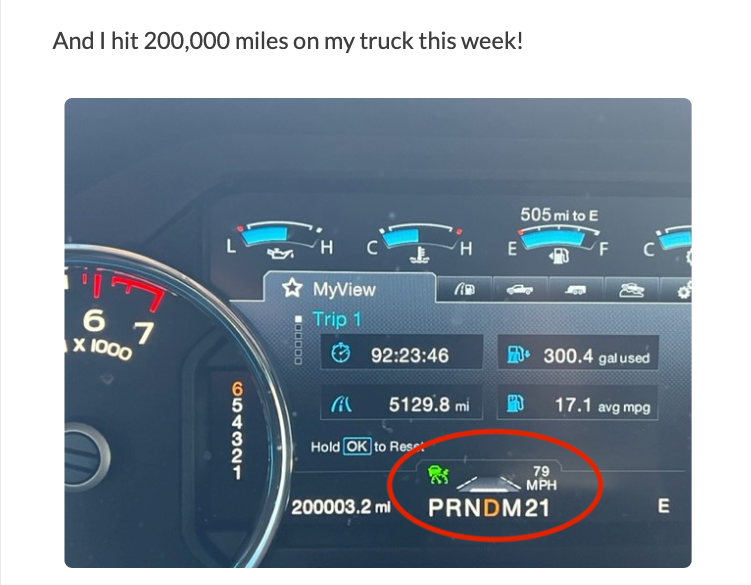 And I hit 200,000 miles on my truck this week!
505 mi to E
L H C H E F C
MyView
Trip 1
6 7
X 1000
92:23:46 300.4 gal used
5129.8 mi 17.1 avg mpg
6
5
4
3
2
1
Hold OK to Reset
79
MPH
200003.2 mi PRNDM21 E